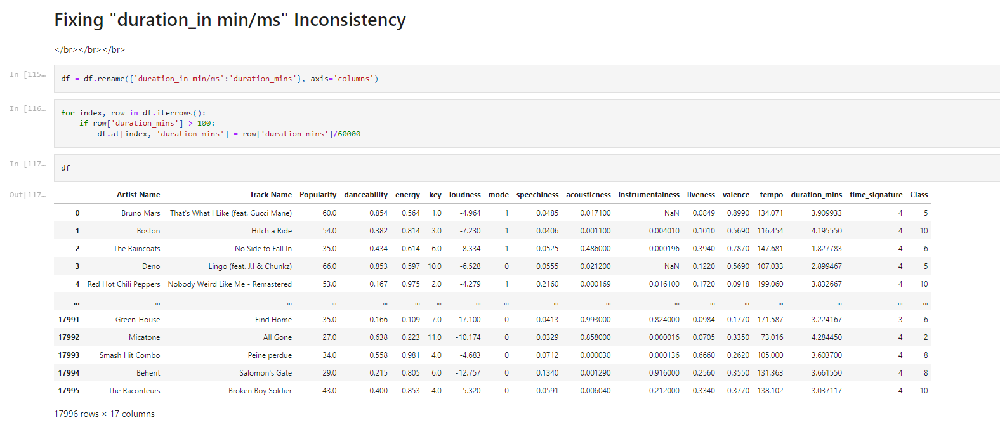 Fixing "duration_in min/ms" Inconsistency
</br></br></br>
In [115…
df = df.rename({'duration_in min/ms':'duration_mins'}, axis='columns')
In [116…
for index, row in df.iterrows():
    if row['duration_mins'] > 100:
        df.at[index, 'duration_mins'] = row['duration_mins']/60000
In [117…
df
Out[117…
Artist Name Track Name Popularity danceability energy key loudness mode speechiness acousticness instrumentalness liveness valence tempo duration_mins time_signature Class
0 Bruno Mars That's What I Like (feat. Gucci Mane) 60.0 0.854 0.564 1.0 -4.964 1 0.0485 0.017100 NaN 0.0849 0.8990 134.071 3.909933 4 5
1 Boston Hitch a Ride 54.0 0.382 0.814 3.0 -7.230 1 0.0406 0.001100 0.004010 0.1010 0.5690 116.454 4.195550 4 10
2 The Raincoats No Side to Fall In 35.0 0.434 0.614 6.0 -8.334 1 0.0525 0.486000 0.000196 0.3940 0.7870 147.681 1.827783 4 6
3 Deno Lingo (feat. J.I & Chunkz) 66.0 0.853 0.597 10.0 -6.528 0 0.0555 0.021200 NaN 0.1220 0.5690 107.033 2.899467 4 5
4 Red Hot Chili Peppers Nobody Weird Like Me - Remastered 53.0 0.167 0.975 2.0 -4.279 1 0.2160 0.000169 0.016100 0.1720 0.0918 199.060 3.832667 4 10
... ... ... ... ... ... ... ... ... ... ... ... ... ... ... ... ... ...
17991 Green-House Find Home 35.0 0.166 0.109 7.0 -17.100 0 0.0413 0.993000 0.824000 0.0984 0.1770 171.587 3.224167 3 6
17992 Micatone All Gone 27.0 0.638 0.223 11.0 -10.174 0 0.0329 0.858000 0.000016 0.0705 0.3350 73.016 4.284450 4 2
17993 Smash Hit Combo Peine perdue 34.0 0.558 0.981 4.0 -4.683 0 0.0712 0.000030 0.000136 0.6660 0.2620 105.000 3.603700 4 8
17994 Beherit Salomon's Gate 29.0 0.215 0.805 6.0 -12.757 0 0.1340 0.001290 0.916000 0.2560 0.3550 131.363 3.661550 4 8
17995 The Raconteurs Broken Boy Soldier 43.0 0.400 0.853 4.0 -5.320 0 0.0591 0.006040 0.212000 0.3340 0.3770 138.102 3.037117 4 10
17996 rows × 17 columns